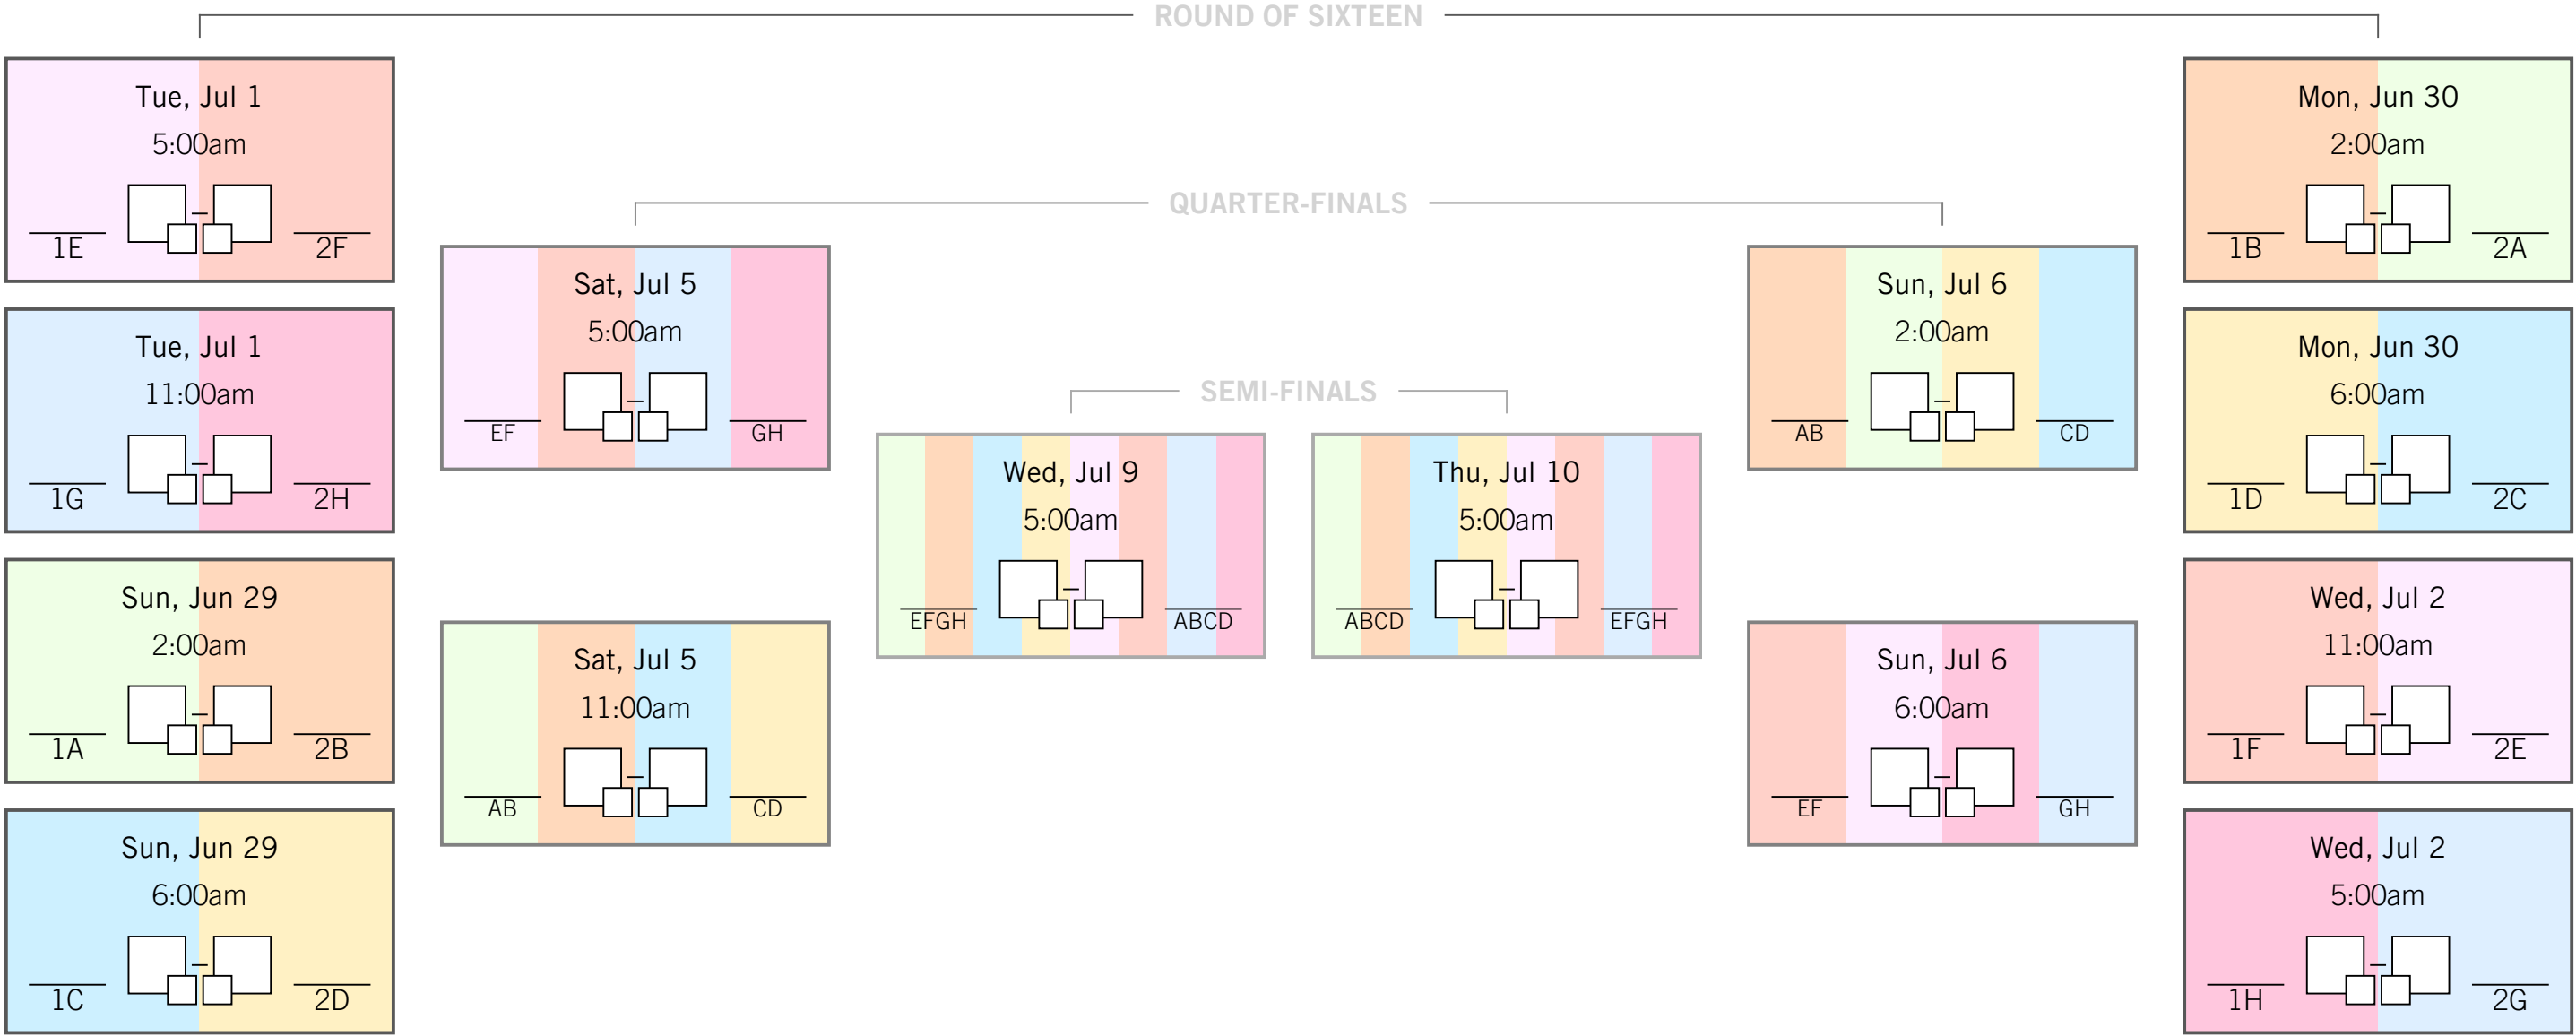 ROUND OF SIXTEEN
Tue, Jul 1
5:00am
1E
–
2F
Tue, Jul 1
11:00am
1G
–
2H
Sun, Jun 29
2:00am
1A
–
2B
Sun, Jun 29
6:00am
1C
–
2D
QUARTER-FINALS
Sat, Jul 5
5:00am
EF
–
GH
Sat, Jul 5
11:00am
AB
–
CD
SEMI-FINALS
Wed, Jul 9
5:00am
EFGH
–
ABCD
Thu, Jul 10
5:00am
ABCD
–
EFGH
Sun, Jul 6
2:00am
AB
–
CD
Sun, Jul 6
6:00am
EF
–
GH
Mon, Jun 30
2:00am
1B
–
2A
Mon, Jun 30
6:00am
1D
–
2C
Wed, Jul 2
11:00am
1F
–
2E
Wed, Jul 2
5:00am
1H
–
2G